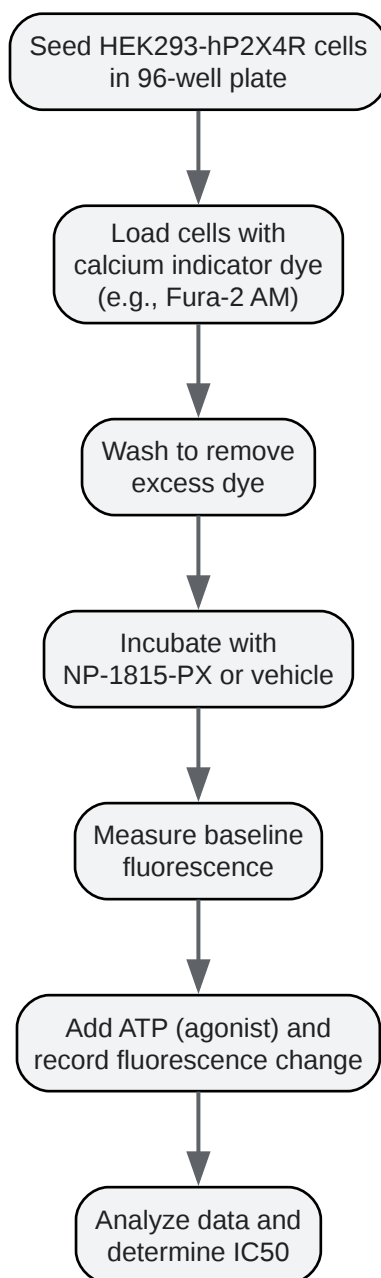 Seed HEK293-hP2X4R cells
in 96-well plate
Load cells with
calcium indicator dye
(e.g., Fura-2 AM)
Wash to remove
excess dye
Incubate with
NP-1815-PX or vehicle
Measure baseline
fluorescence
Add ATP (agonist) and
record fluorescence change
Analyze data and
determine IC50